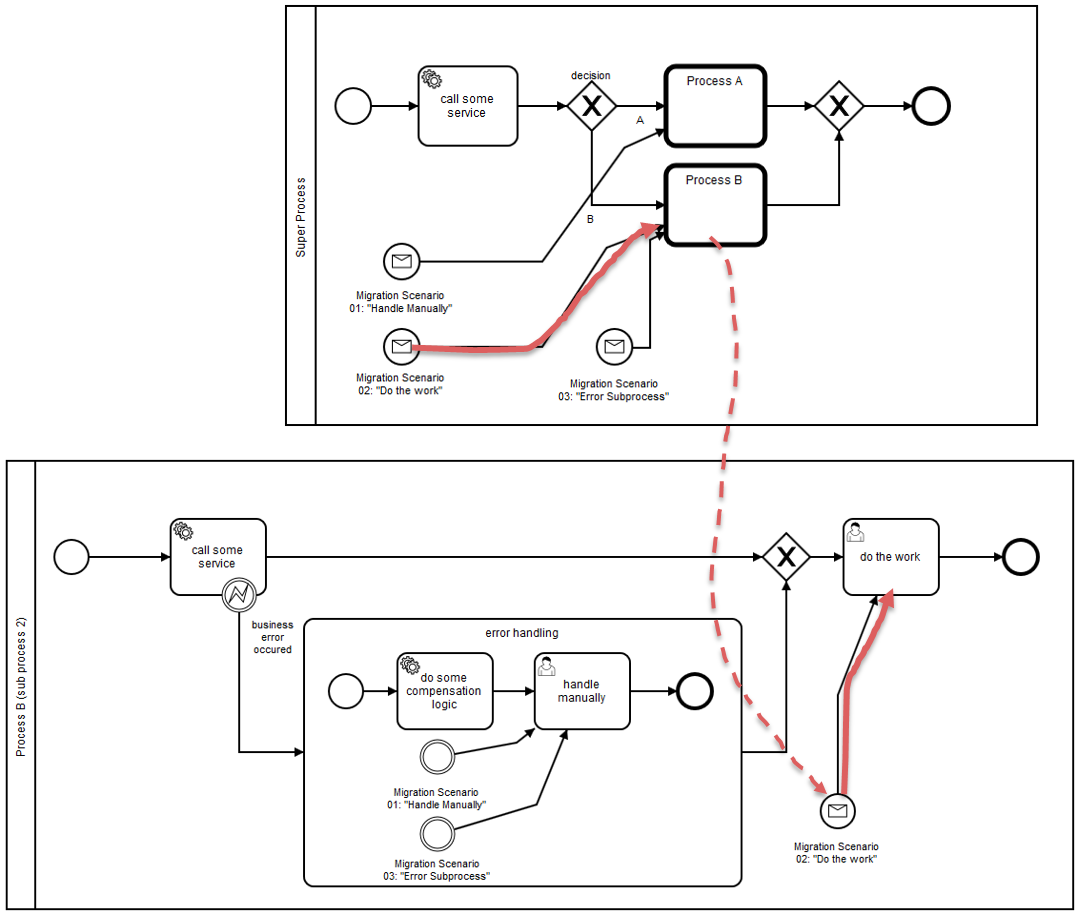 Super Process
call some
service
decision
A
B
Process A
Process B
Migration Scenario
01: "Handle Manually"
Migration Scenario
02: "Do the work"
Migration Scenario
03: "Error Subprocess"
Process B (sub process 2)
call some
service
business
error
occured
error handling
do some
compensation
logic
handle
manually
Migration Scenario
01: "Handle Manually"
Migration Scenario
03: "Error Subprocess"
do the work
Migration Scenario
02: "Do the work"